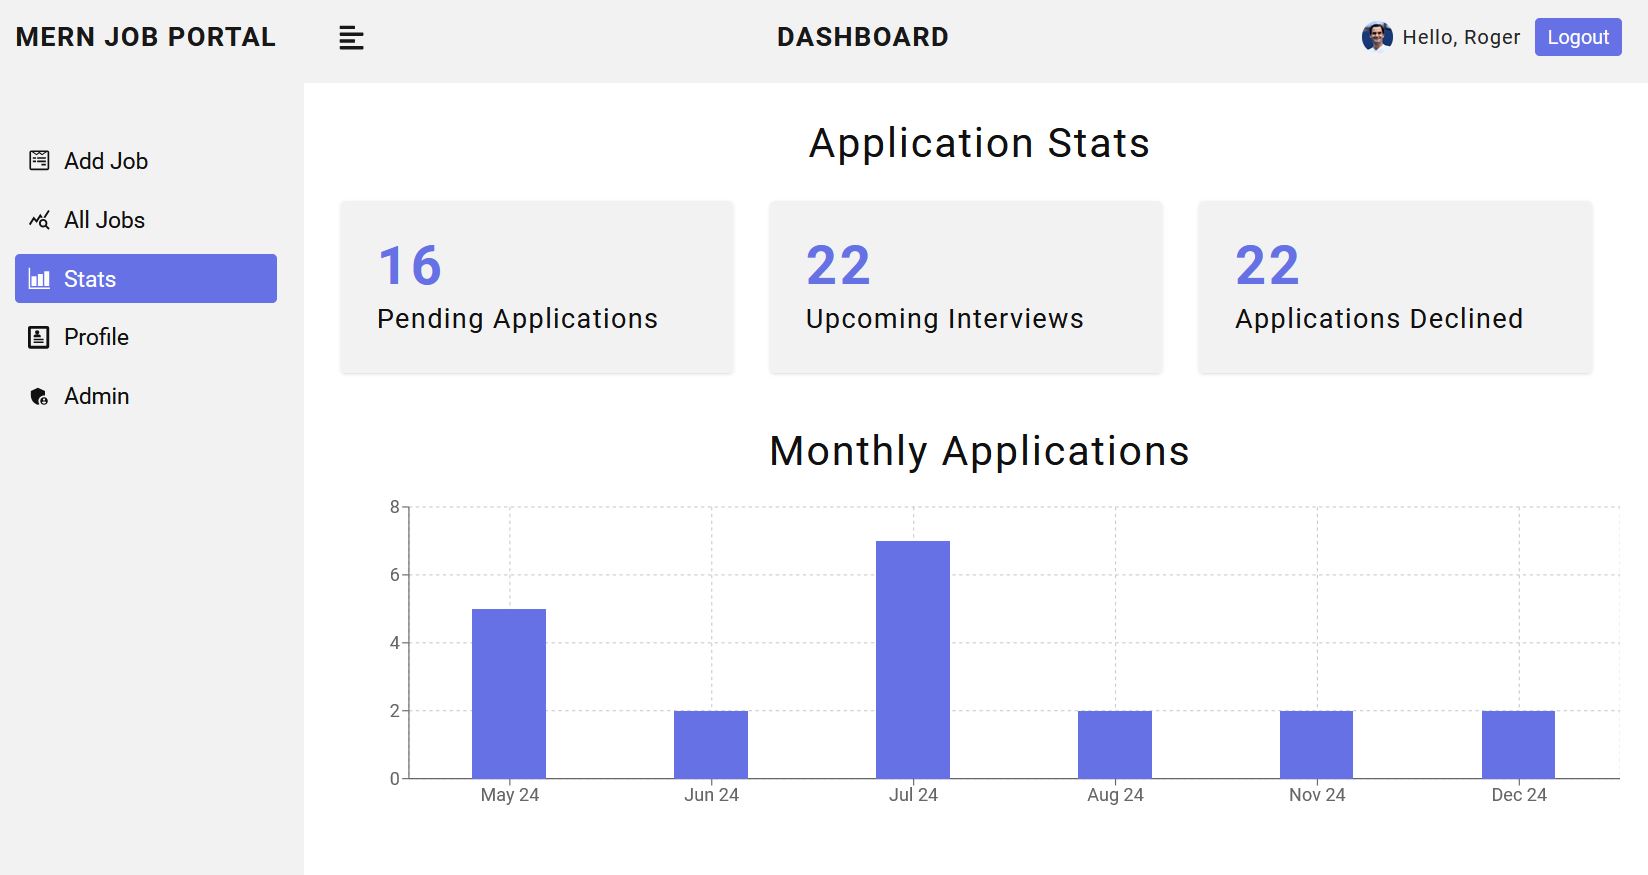 MERN JOB PORTAL
DASHBOARD
Hello, Roger
Logout
Add Job
All Jobs
Stats
Profile
Admin
Application Stats
16
Pending Applications
22
Upcoming Interviews
22
Applications Declined
Monthly Applications
8
6
4
2
0
May 24
Jun 24
Jul 24
Aug 24
Nov 24
Dec 24